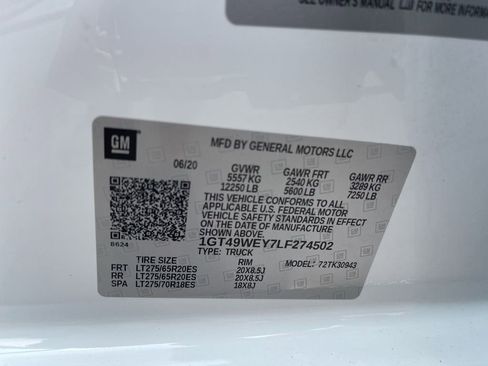 SEE OWNER'S MANUAL FOR MORE INFORMATION
GM
MFD BY GENERAL MOTORS LLC
06/20 GVWR GAWR FRT GAWR RR
5557 KG 2540 KG 3289 KG
12250 LB 5600 LB 7250 LB
THIS VEHICLE CONFORMS TO ALL
APPLICABLE U.S. FEDERAL MOTOR
VEHICLE SAFETY STANDARDS IN EFFECT
ON THE DATE OF MANUFACTURE SHOWN ABOVE.
8624
1GT49WEY7LF274502
TYPE: TRUCK MODEL: 72TK30943
TIRE SIZE RIM
FRT LT275/65R20ES 20X8.5J
RR LT275/65R20ES 20X8.5J
SPA LT275/70R18ES 18X8J